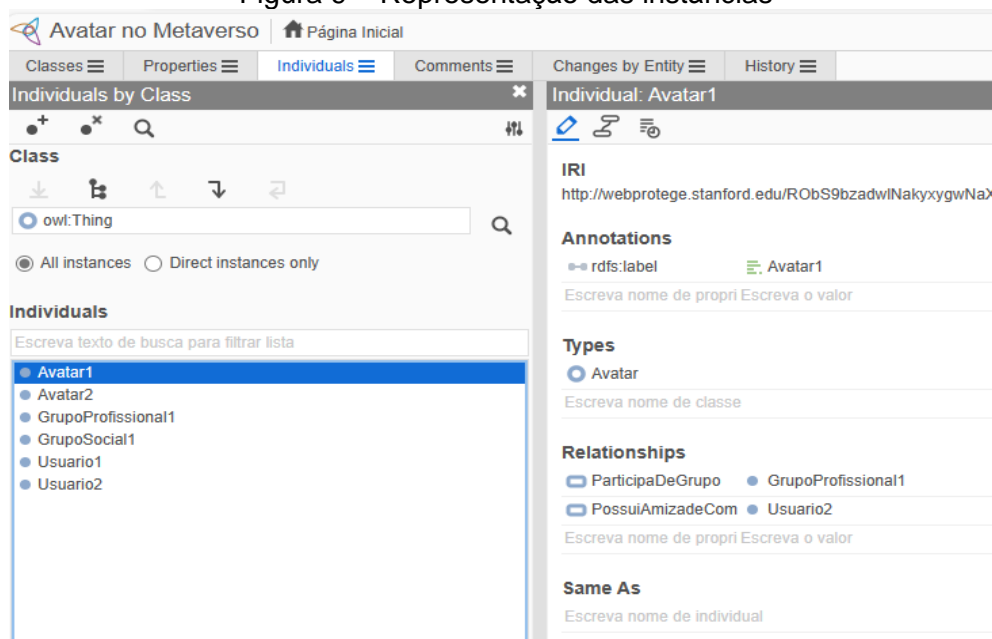 Avatar no Metaverso Página Inicial
Classes Properties Individuals Comments Changes by Entity History
Individuals by Class
Class
owl:Thing
All instances Direct instances only
Individuals
Escreva texto de busca para filtrar lista
Avatar1
Avatar2
GrupoProfissional1
GrupoSocial1
Usuario1
Usuario2
Individual: Avatar1
IRI
http://webprotege.stanford.edu/RObS9bzadwlNakyxygwNaX
Annotations
rdfs:label Avatar1
Escreva nome de propri Escreva o valor
Types
Avatar
Escreva nome de classe
Relationships
ParticipaDeGrupo GrupoProfissional1
PossuiAmizadeCom Usuario2
Escreva nome de propri Escreva o valor
Same As
Escreva nome de individual